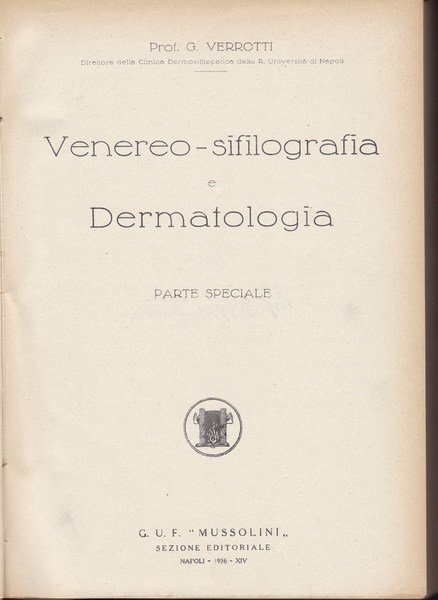 Prof. G. VERROTTI
Direttore della Clinica Dermosifilopatica della R. Università di Napoli
Venereo-sifilografia
e
Dermatologia
PARTE SPECIALE
G. U. F. "MUSSOLINI„
SEZIONE EDITORIALE
NAPOLI - 1936 - XIV